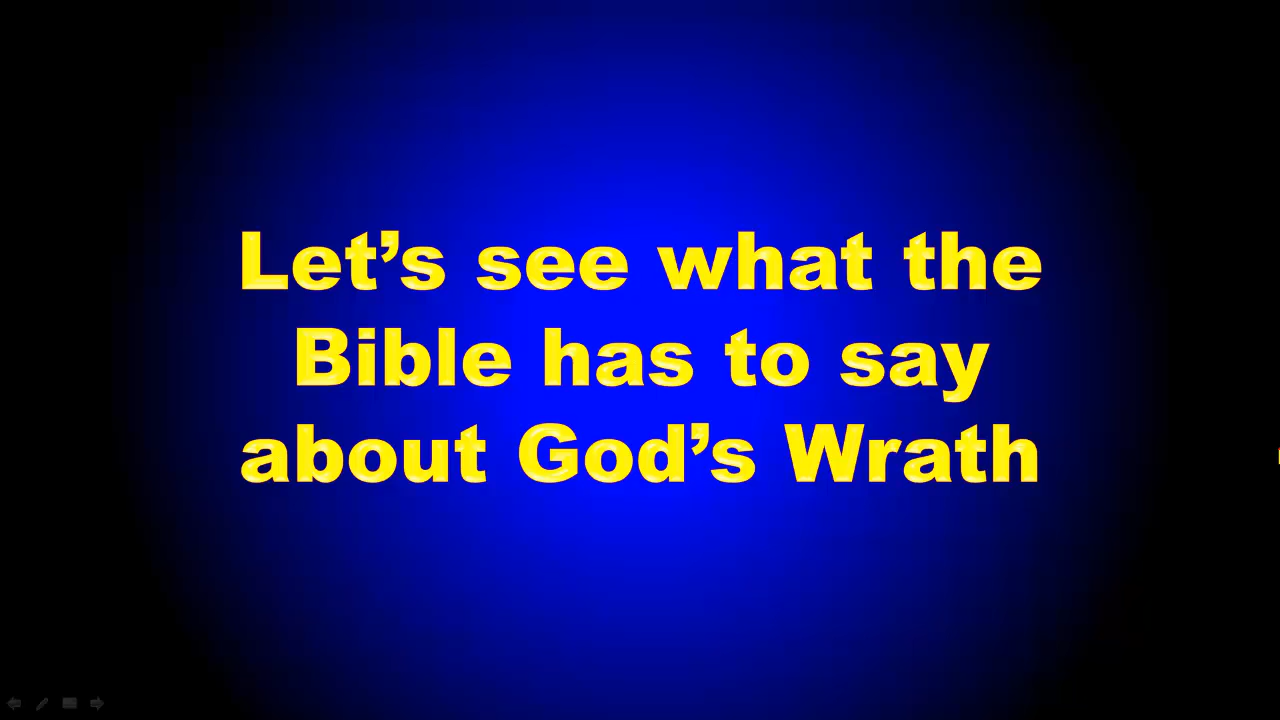 Let’s see what the
Bible has to say
about God’s Wrath